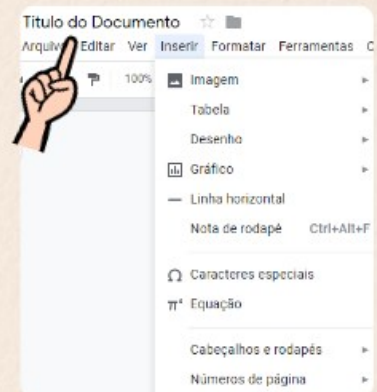 Titulo do Documento
Arquivo Editar Ver Inserir Formatar Ferramentas C
100%
Imagem
Tabela
Desenho
Gráfico
Linha horizontal
Nota de rodapé Ctrl+Alt+F
Ω Caracteres especiais
π² Equação
Cabeçalhos e rodapés
Números de página